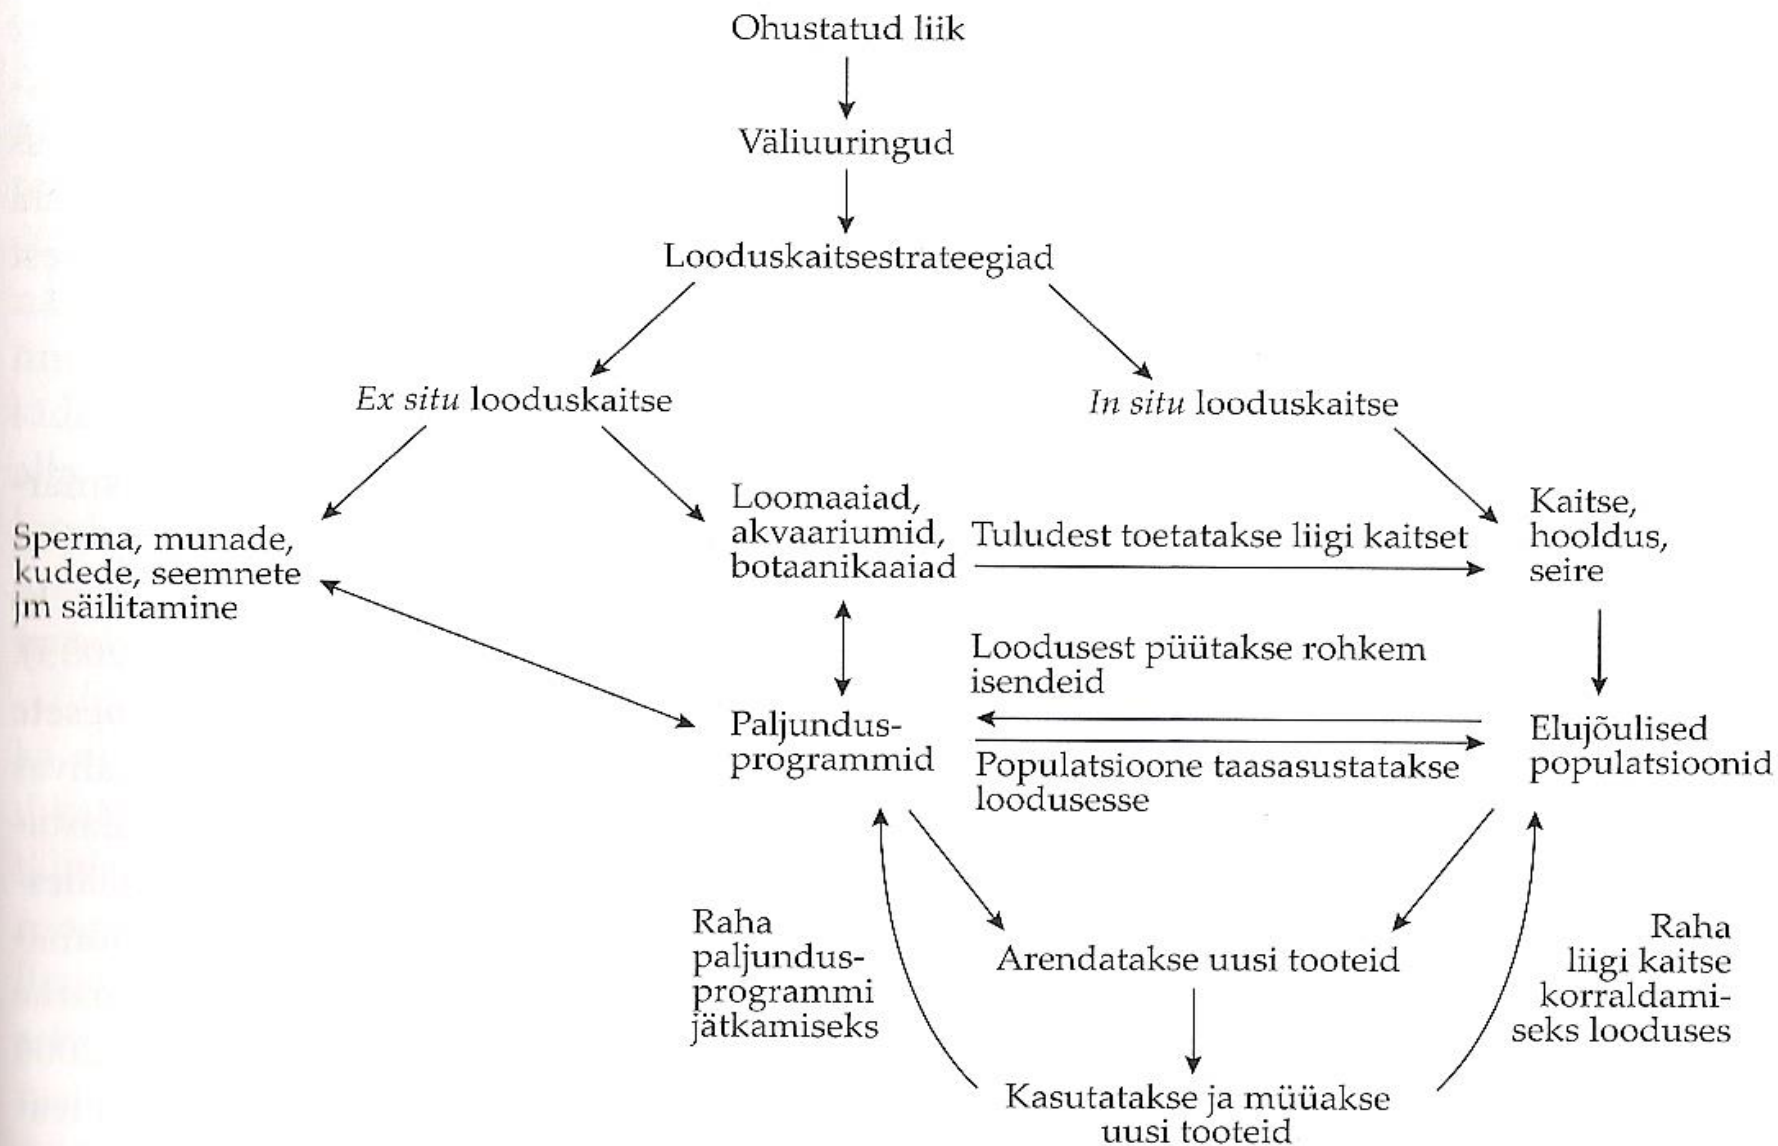 Ohustatud liik
Väliuuringud
Looduskaitsestrateegiad
Ex situ looduskaitse
In situ looduskaitse
Sperma, munade,
kudede, seemnete
jm säilitamine
Loomaaiad,
akvaariumid,
botaanikaaiad
Tuludest toetatakse liigi kaitset
Kaitse,
hooldus,
seire
Loodusest püütakse rohkem
isendeid
Paljundus-
programmid
Populatsioone taasasustatakse
loodusesse
Elujõulised
populatsioonid
Raha
paljundus-
programmi
jätkamiseks
Arendatakse uusi tooteid
Raha
liigi kaitse
korraldami-
seks looduses
Kasutatakse ja müüakse
uusi tooteid